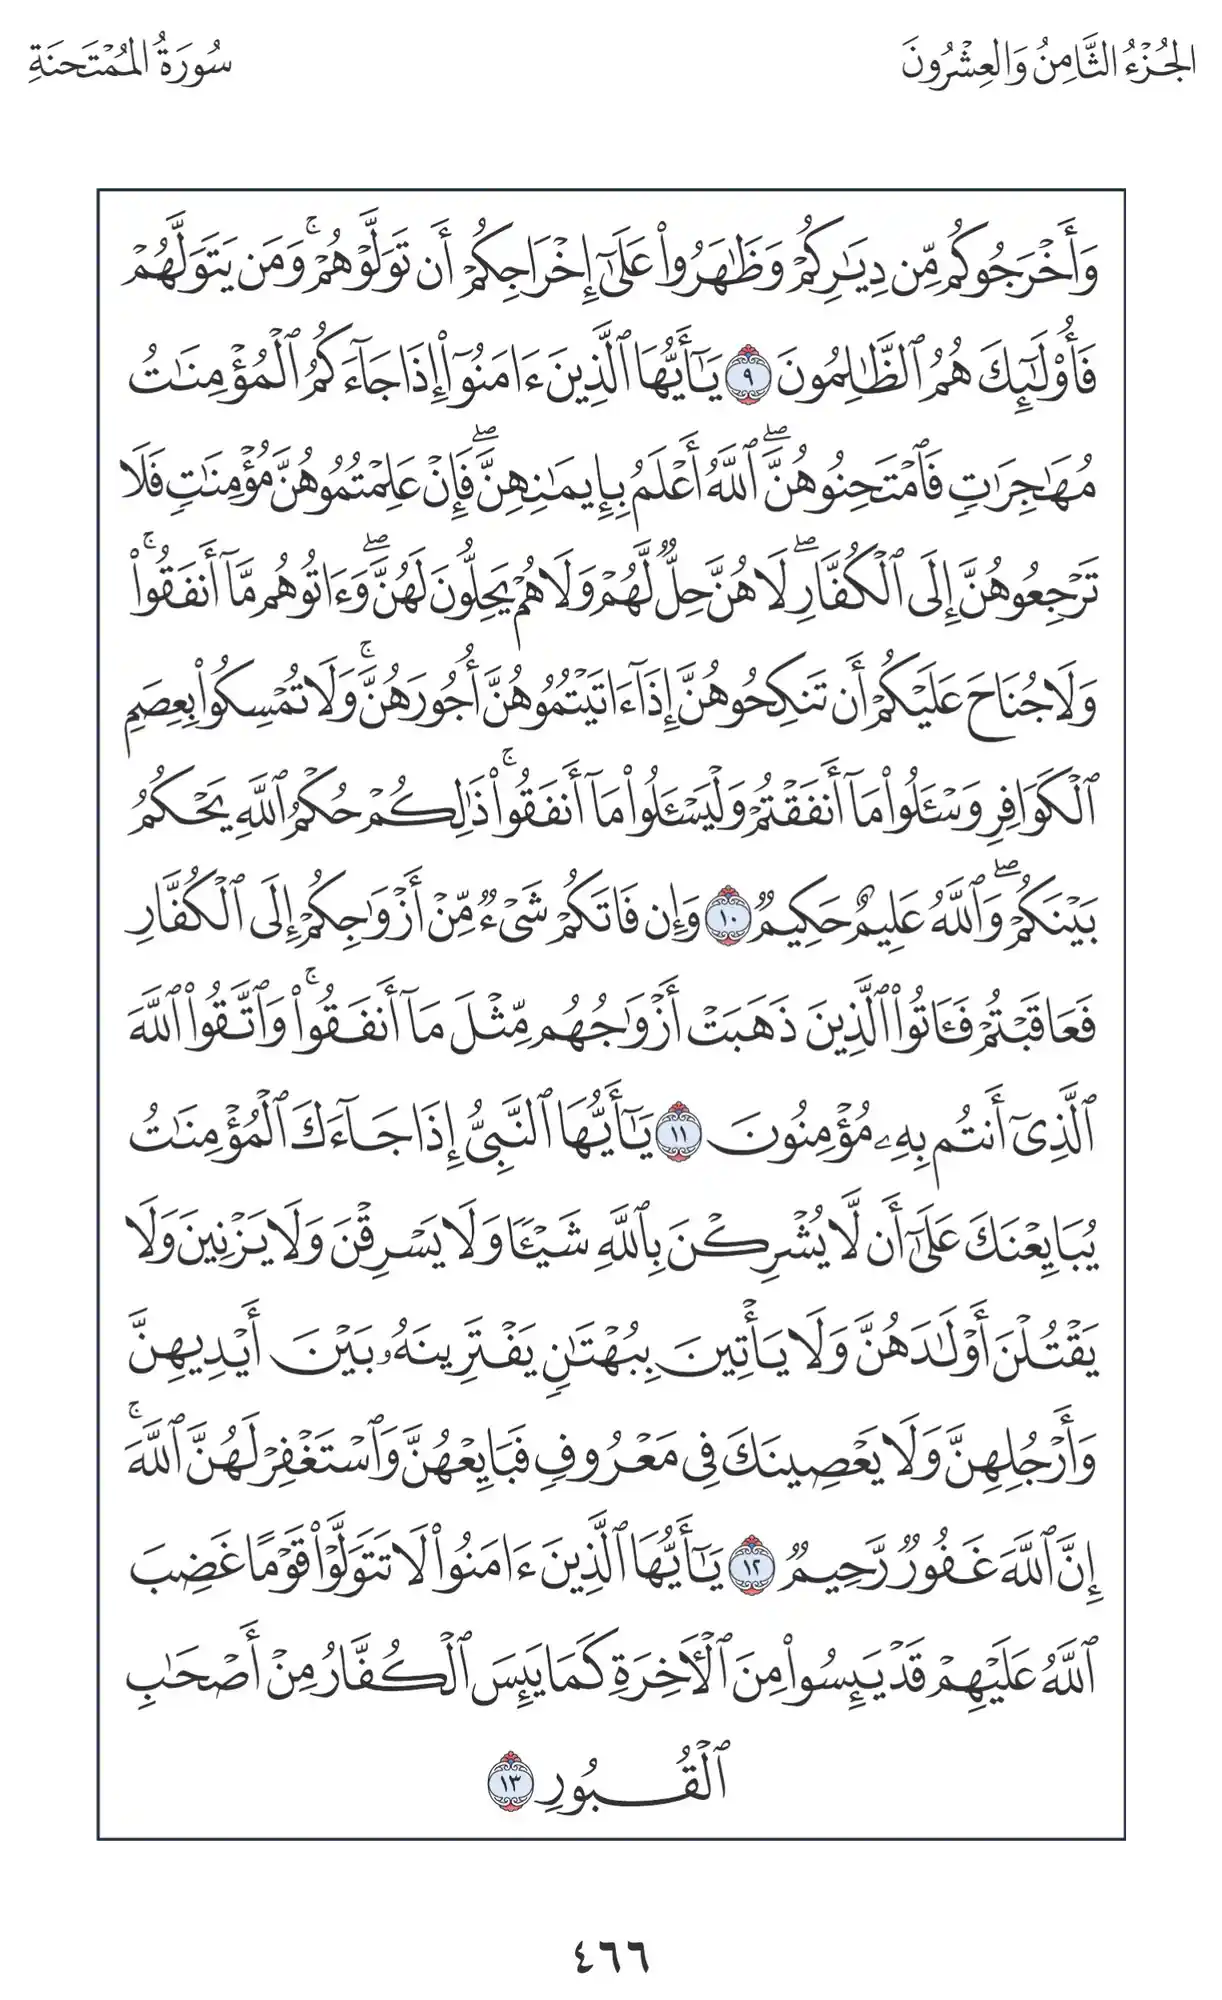 الجُزْءُ الثَّامِنُ وَالعِشْرُونَ
سُورَةُ المُمْتَحَنَةِ
وَأَخْرَجُوكُم مِّن دِيَٰرِكُمْ وَظَٰهَرُوا۟ عَلَىٰٓ إِخْرَاجِكُمْ أَن تَوَلَّوْهُمْ ۚ وَمَن يَتَوَلَّهُمْ
فَأُو۟لَٰٓئِكَ هُمُ ٱلظَّٰلِمُونَ ٩ يَٰٓأَيُّهَا ٱلَّذِينَ ءَامَنُوٓا۟ إِذَا جَآءَكُمُ ٱلْمُؤْمِنَٰتُ
مُهَٰجِرَٰتٍ فَٱمْتَحِنُوهُنَّ ۖ ٱللَّهُ أَعْلَمُ بِإِيمَٰنِهِنَّ ۖ فَإِنْ عَلِمْتُمُوهُنَّ مُؤْمِنَٰتٍ فَلَا
تَرْجِعُوهُنَّ إِلَى ٱلْكُفَّارِ ۖ لَا هُنَّ حِلٌّ لَّهُمْ وَلَا هُمْ يَحِلُّونَ لَهُنَّ ۖ وَءَاتُوهُم مَّآ أَنفَقُوا۟ ۚ
وَلَا جُنَاحَ عَلَيْكُمْ أَن تَنكِحُوهُنَّ إِذَآ ءَاتَيْتُمُوهُنَّ أُجُورَهُنَّ ۚ وَلَا تُمْسِكُوا۟ بِعِصَمِ
ٱلْكَوَافِرِ وَسْـَٔلُوا۟ مَآ أَنفَقْتُمْ وَلْيَسْـَٔلُوا۟ مَآ أَنفَقُوا۟ ۚ ذَٰلِكُمْ حُكْمُ ٱللَّهِ يَحْكُمُ
بَيْنَكُمْ ۖ وَٱللَّهُ عَلِيمٌ حَكِيمٌ ١٠ وَإِن فَاتَكُمْ شَىْءٌ مِّنْ أَزْوَٰجِكُمْ إِلَى ٱلْكُفَّارِ
فَعَاقَبْتُمْ فَـَٔاتُوا۟ ٱلَّذِينَ ذَهَبَتْ أَزْوَٰجُهُم مِّثْلَ مَآ أَنفَقُوا۟ ۚ وَٱتَّقُوا۟ ٱللَّهَ
ٱلَّذِىٓ أَنتُم بِهِۦ مُؤْمِنُونَ ١١ يَٰٓأَيُّهَا ٱلنَّبِىُّ إِذَا جَآءَكَ ٱلْمُؤْمِنَٰتُ
يُبَايِعْنَكَ عَلَىٰٓ أَن لَّا يُشْرِكْنَ بِٱللَّهِ شَيْـًٔا وَلَا يَسْرِقْنَ وَلَا يَزْنِينَ وَلَا
يَقْتُلْنَ أَوْلَٰدَهُنَّ وَلَا يَأْتِينَ بِبُهْتَٰنٍ يَفْتَرِينَهُۥ بَيْنَ أَيْدِيهِنَّ
وَأَرْجُلِهِنَّ وَلَا يَعْصِينَكَ فِى مَعْرُوفٍ فَبَايِعْهُنَّ وَٱسْتَغْفِرْ لَهُنَّ ٱللَّهَ ۚ
إِنَّ ٱللَّهَ غَفُورٌ رَّحِيمٌ ١٢ يَٰٓأَيُّهَا ٱلَّذِينَ ءَامَنُوا۟ لَا تَتَوَلَّوْا۟ قَوْمًا غَضِبَ
ٱللَّهُ عَلَيْهِمْ قَدْ يَئِسُوا۟ مِنَ ٱلْـَٔاخِرَةِ كَمَا يَئِسَ ٱلْكُفَّارُ مِنْ أَصْحَٰبِ
ٱلْقُبُورِ ١٣
٤٦٦